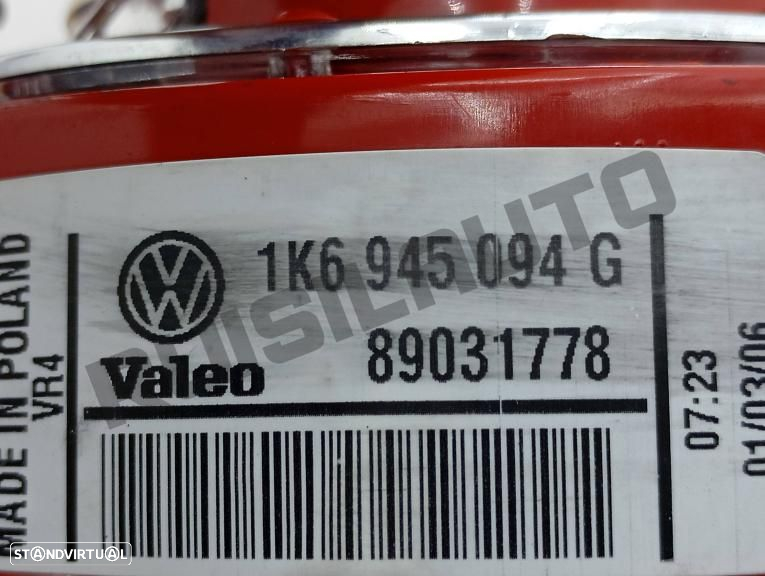 1K6 945 094 G
Valeo 89031778
MADE IN POLAND
VR4
07:23
01/03/06
RUISILAUTO
STANDVIRTUAL